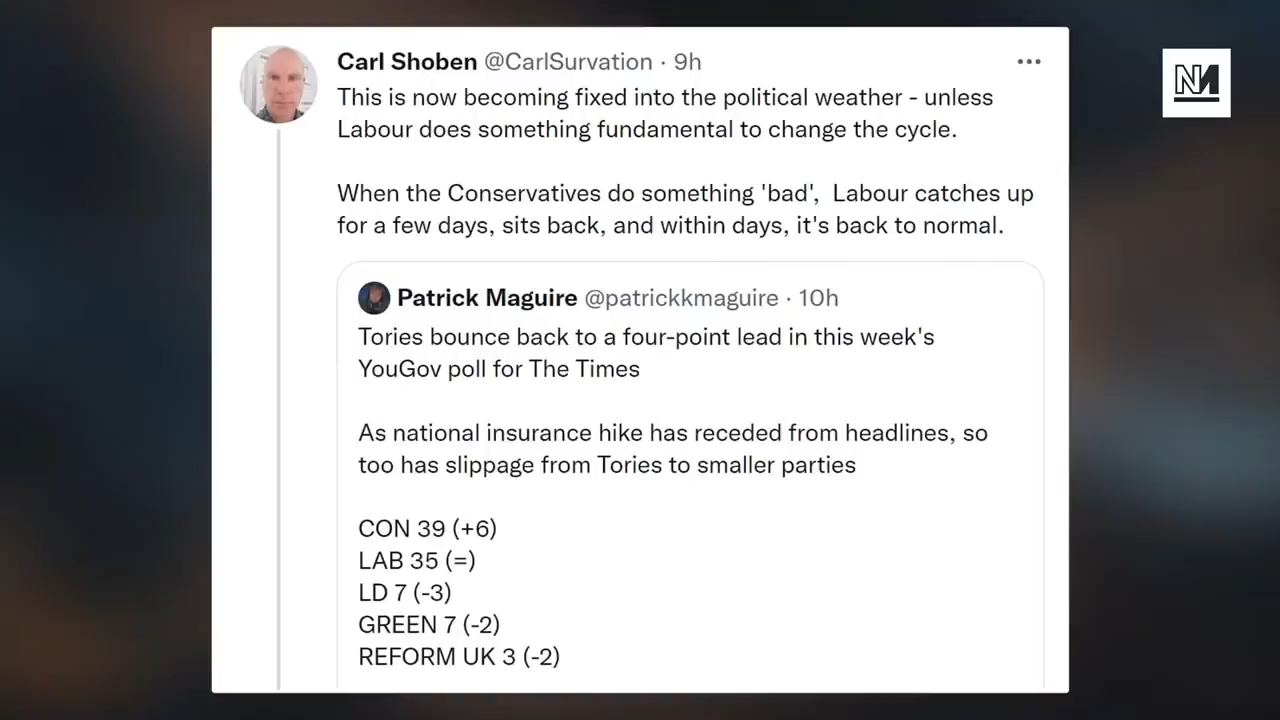 Carl Shoben @CarlSurvation · 9h
This is now becoming fixed into the political weather - unless
Labour does something fundamental to change the cycle.
When the Conservatives do something 'bad',  Labour catches up
for a few days, sits back, and within days, it's back to normal.
Patrick Maguire @patrickkmaguire · 10h
Tories bounce back to a four-point lead in this week's
YouGov poll for The Times
As national insurance hike has receded from headlines, so
too has slippage from Tories to smaller parties
CON 39 (+6)
LAB 35 (=)
LD 7 (-3)
GREEN 7 (-2)
REFORM UK 3 (-2)
NM